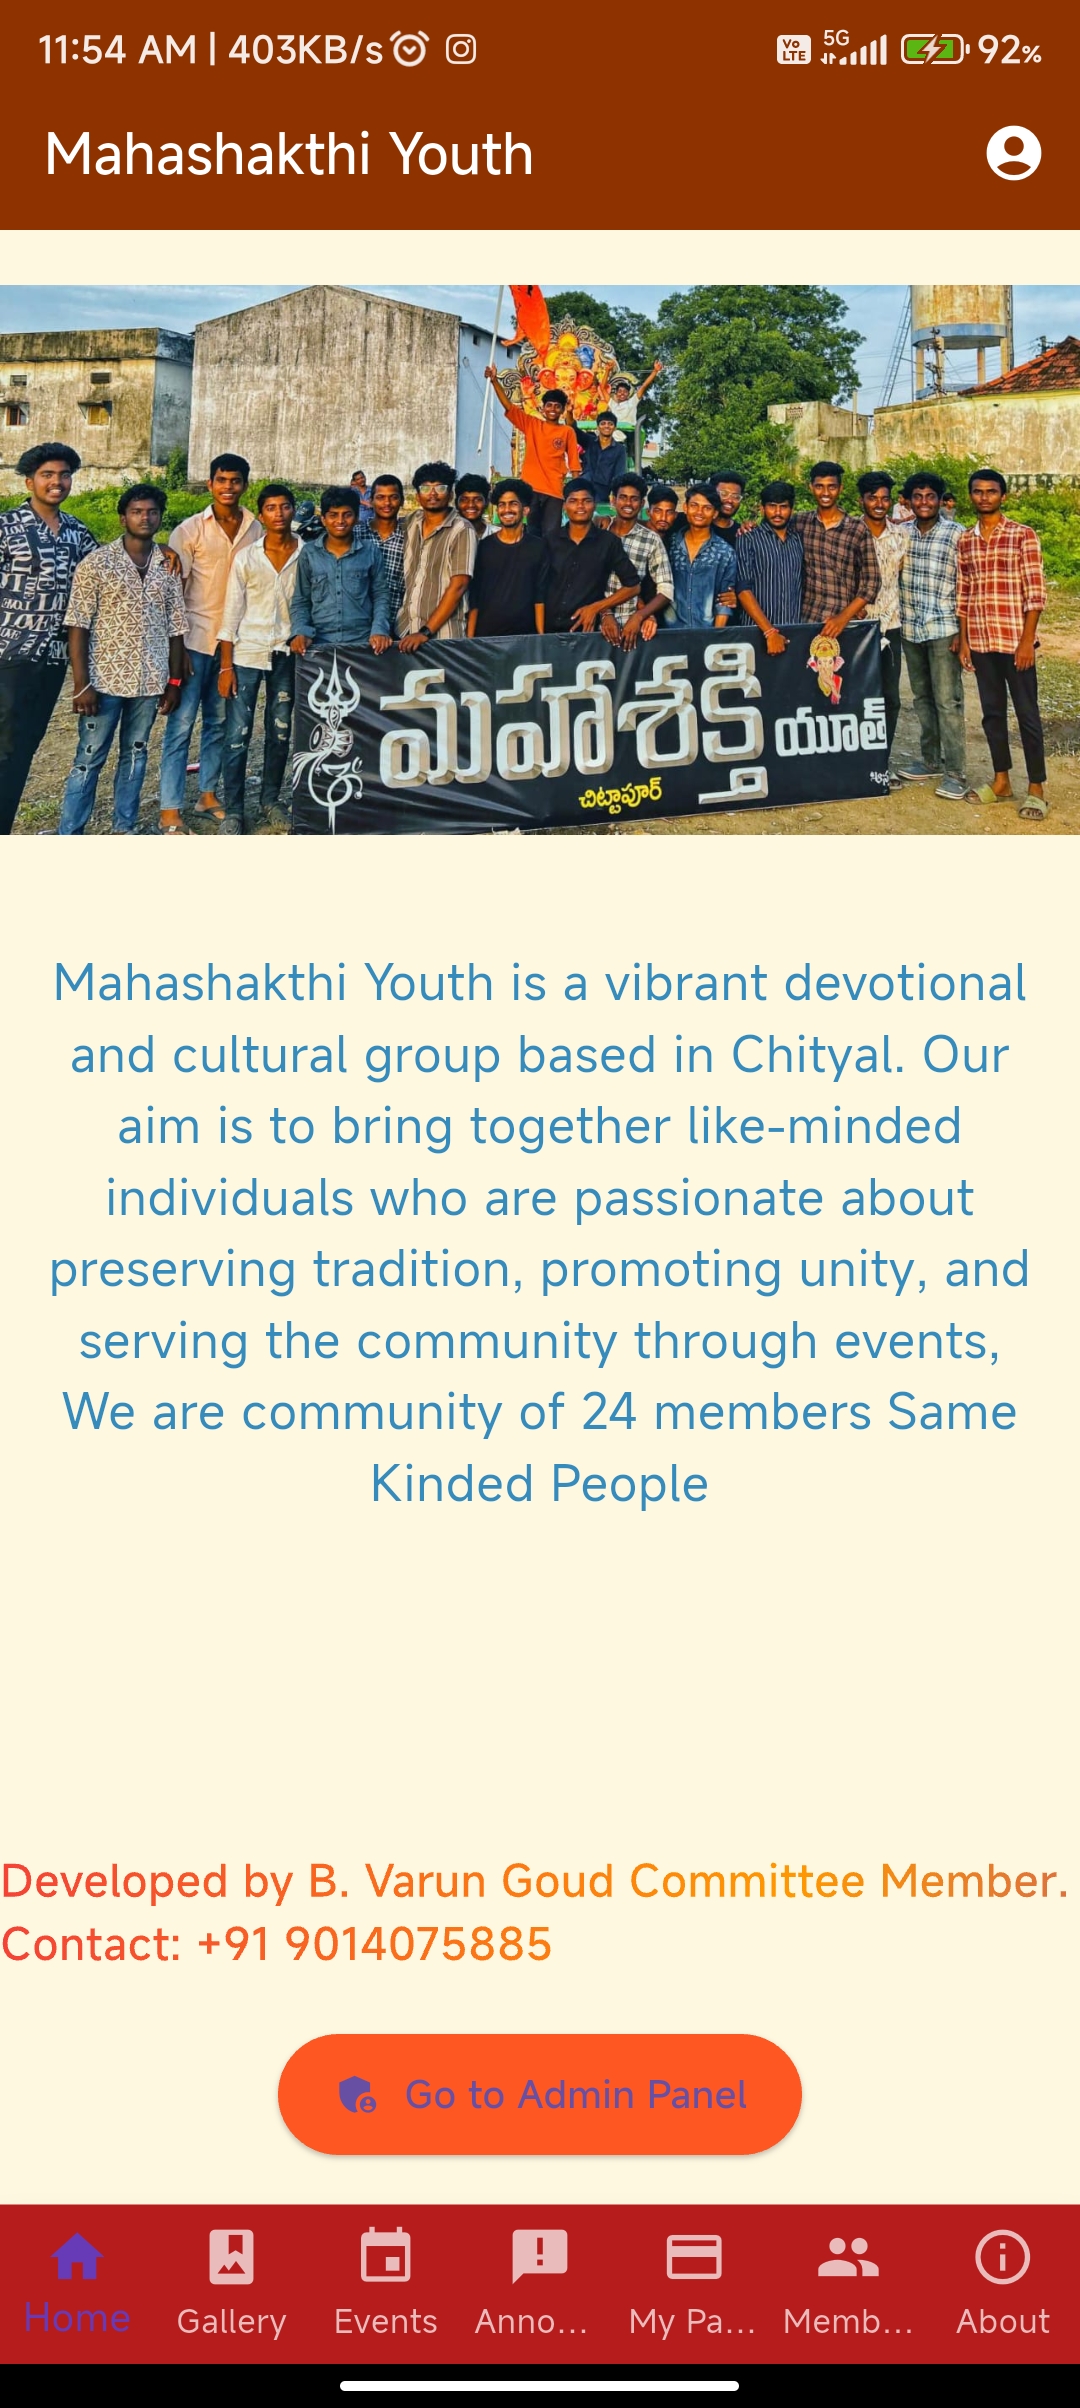 11:54 AM | 403KB/s
Vo LTE 5G 92%
Mahashakthi Youth
మహాశక్తి యూత్
చిట్టాపూర్
Mahashakthi Youth is a vibrant devotional
and cultural group based in Chityal. Our
aim is to bring together like-minded
individuals who are passionate about
preserving tradition, promoting unity, and
serving the community through events,
We are community of 24 members Same
Kinded People
Developed by B. Varun Goud Committee Member.
Contact: +91 9014075885
Go to Admin Panel
Home Gallery Events Anno... My Pa... Memb... About